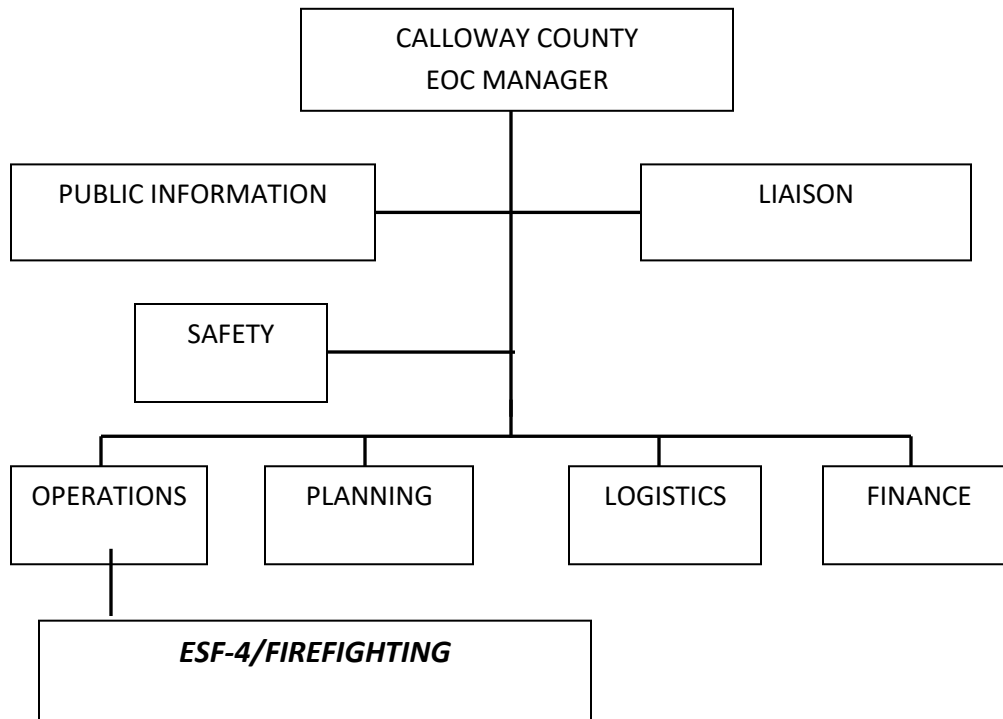 CALLOWAY COUNTY
EOC MANAGER
PUBLIC INFORMATION
LIAISON
SAFETY
OPERATIONS
PLANNING
LOGISTICS
FINANCE
ESF-4/FIREFIGHTING